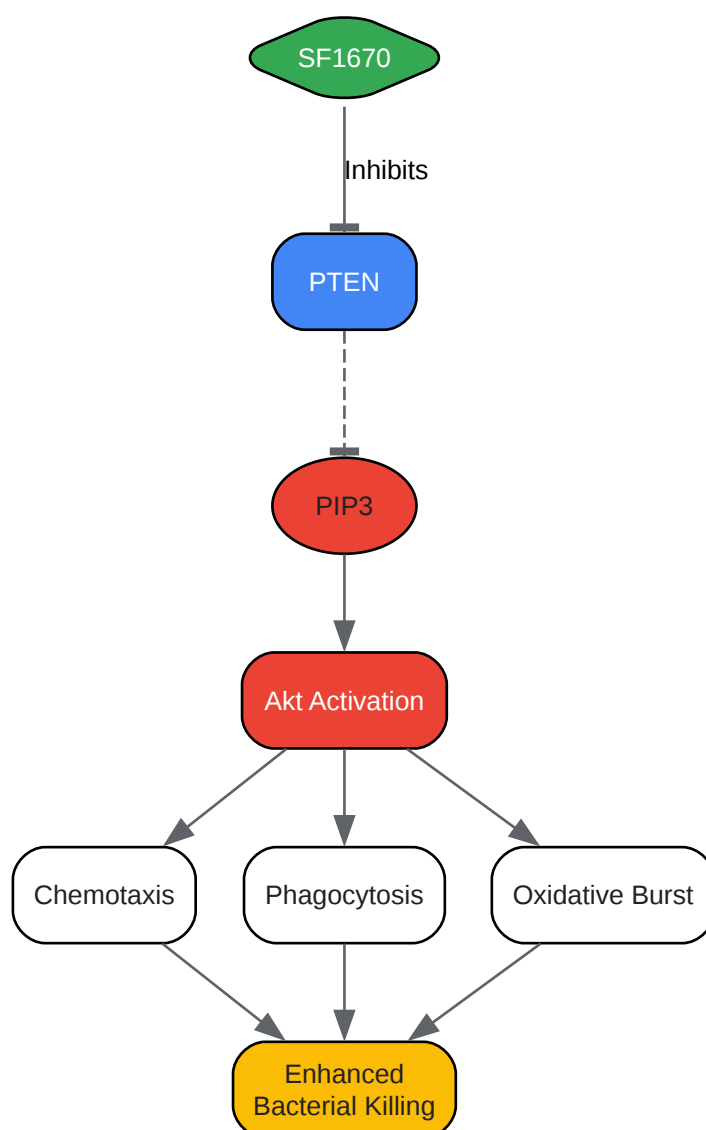 SF1670
Inhibits
PTEN
PIP3
Akt Activation
Chemotaxis
Phagocytosis
Oxidative Burst
Enhanced
Bacterial Killing